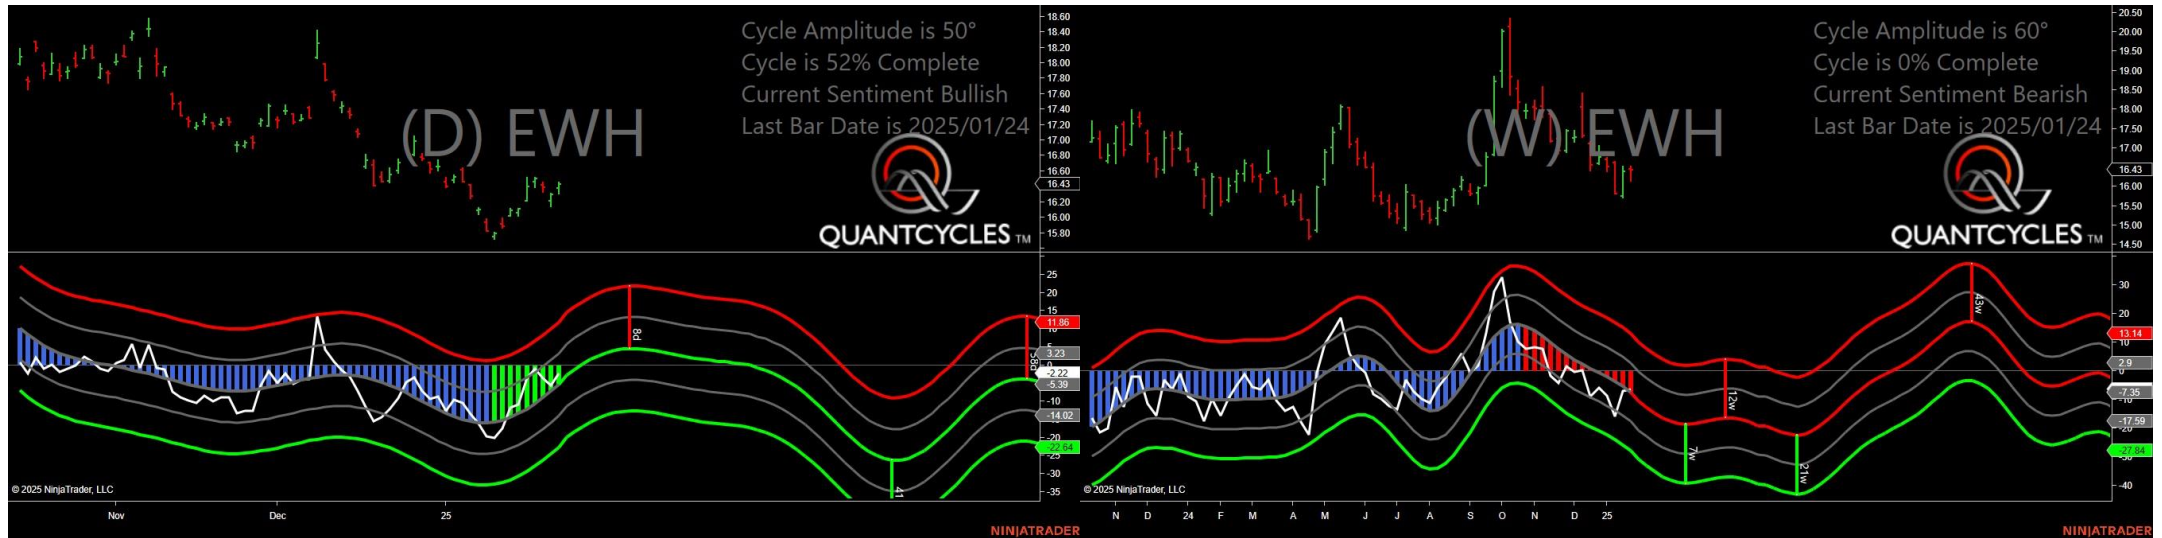 Cycle Amplitude is 50°
Cycle is 52% Complete
Current Sentiment Bullish
Last Bar Date is 2025/01/24
(D) EWH
QUANTCYCLES TM
18.60
18.40
18.20
18.00
17.80
17.60
17.40
17.20
17.00
16.80
16.60
16.43
16.20
16.00
15.80
8d
41
58d
25
20
15
11.86
5
3.23
-2.22
-5.39
-10
-14.02
-20
-22.64
-25
-30
-35
© 2025 NinjaTrader, LLC
Nov
Dec
25
NINJATRADER
Cycle Amplitude is 60°
Cycle is 0% Complete
Current Sentiment Bearish
Last Bar Date is 2025/01/24
(W) EWH
QUANTCYCLES TM
20.50
20.00
19.50
19.00
18.50
18.00
17.50
17.00
16.43
16.00
15.50
15.00
14.50
7w
12w
21w
43w
30
20
13.14
10
2.9
0
-7.35
-10
-17.59
-20
-27.84
-40
© 2025 NinjaTrader, LLC
N D 24 F M A M J J A S O N D 25
NINJATRADER